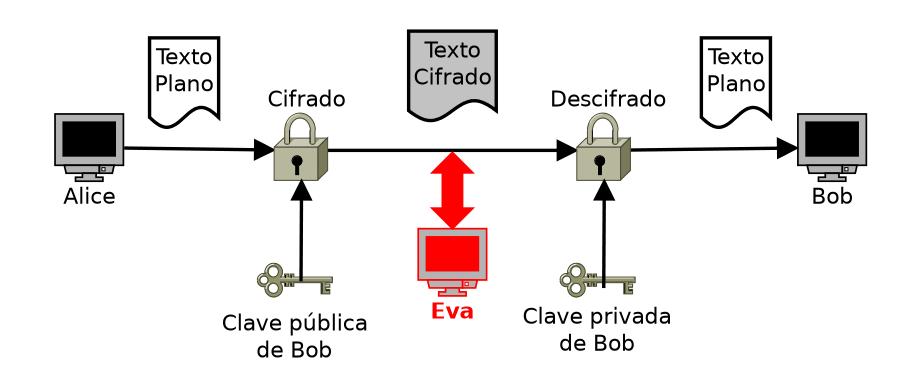 Texto
Plano
Cifrado
Texto
Cifrado
Descifrado
Texto
Plano
Alice
Bob
Eva
Clave pública
de Bob
Clave privada
de Bob